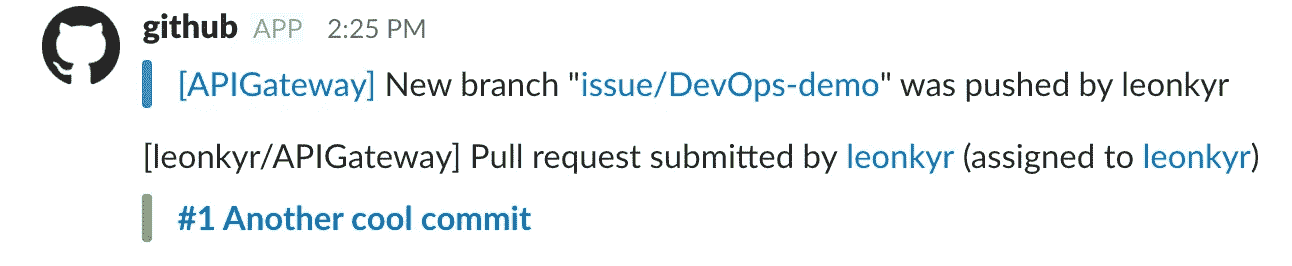 github APP 2:25 PM
[APIGateway] New branch "issue/DevOps-demo" was pushed by leonkyr
[leonkyr/APIGateway] Pull request submitted by leonkyr (assigned to leonkyr)
#1 Another cool commit